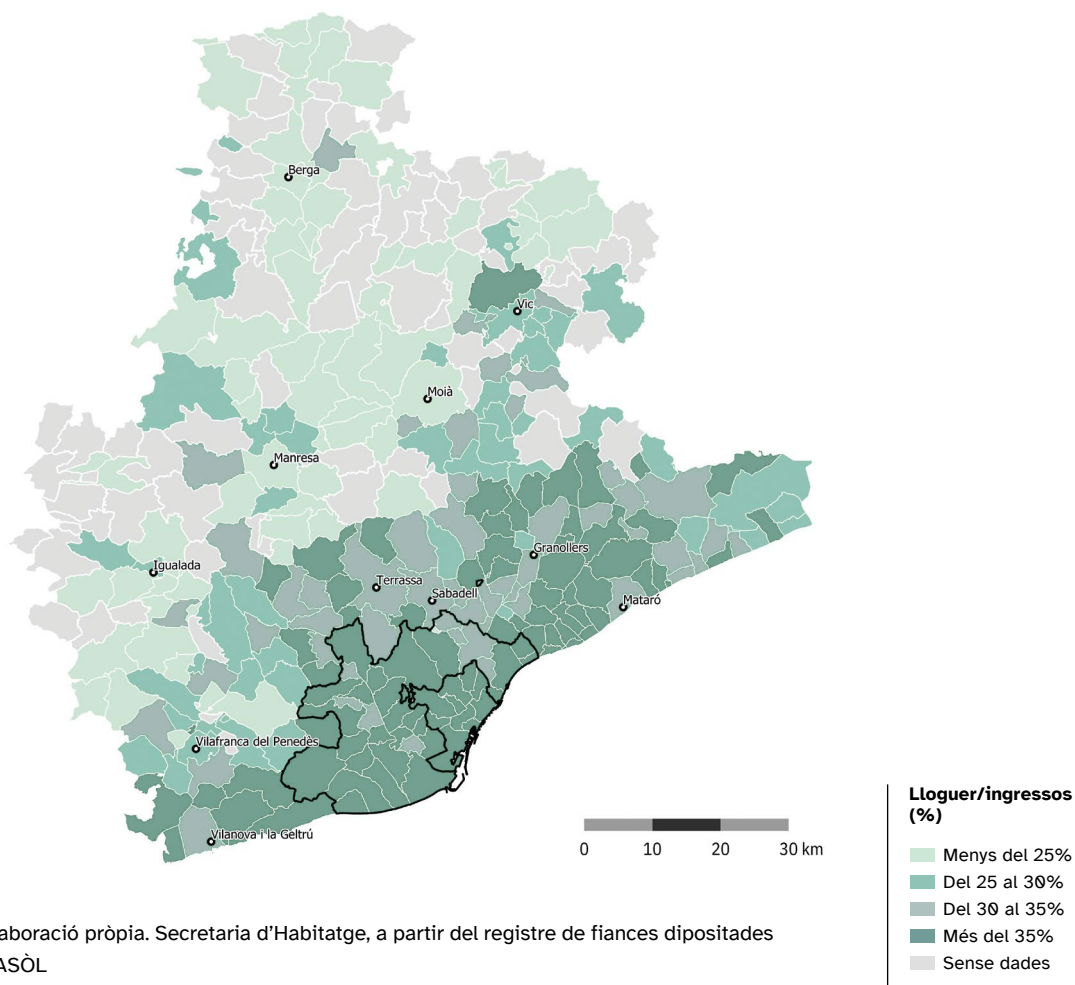 Berga
Vic
Moià
Manresa
Igualada
Granollers
Terrassa
Sabadell
Mataró
Vilafranca del Penedès
Vilanova i la Geltrú
0 10 20 30 km
Lloguer/ingressos
(%)
Menys del 25%
Del 25 al 30%
Del 30 al 35%
Més del 35%
Sense dades
aboració pròpia. Secretaria d'Habitatge, a partir del registre de fiances dipositades
ASÒL